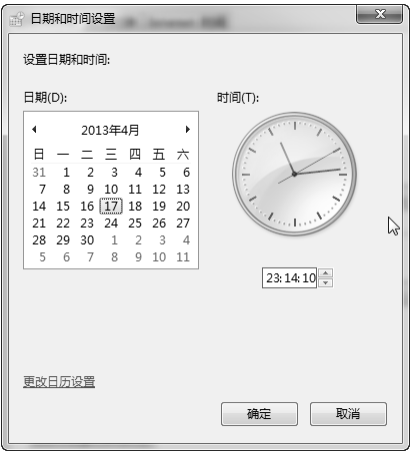 日期和时间设置
设置日期和时间:
日期(D):
时间(T):
2013年4月
日 一 二 三 四 五 六
31 1 2 3 4 5 6
7 8 9 10 11 12 13
14 15 16 17 18 19 20
21 22 23 24 25 26 27
28 29 30 1 2 3 4
5 6 7 8 9 10 11
23:14:10
更改日历设置
确定
取消